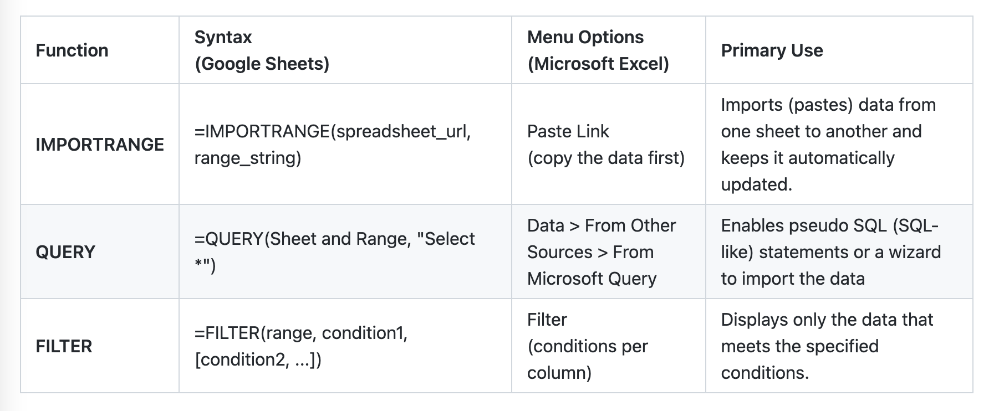 Function
Syntax
(Google Sheets)
Menu Options
(Microsoft Excel)
Primary Use
IMPORTRANGE
=IMPORTRANGE(spreadsheet_url,
range_string)
Paste Link
(copy the data first)
Imports (pastes) data from
one sheet to another and
keeps it automatically
updated.
QUERY
=QUERY(Sheet and Range, "Select
*")
Data > From Other
Sources > From
Microsoft Query
Enables pseudo SQL (SQL-
like) statements or a wizard
to import the data
FILTER
=FILTER(range, condition1,
[condition2, ...])
Filter
(conditions per
column)
Displays only the data that
meets the specified
conditions.